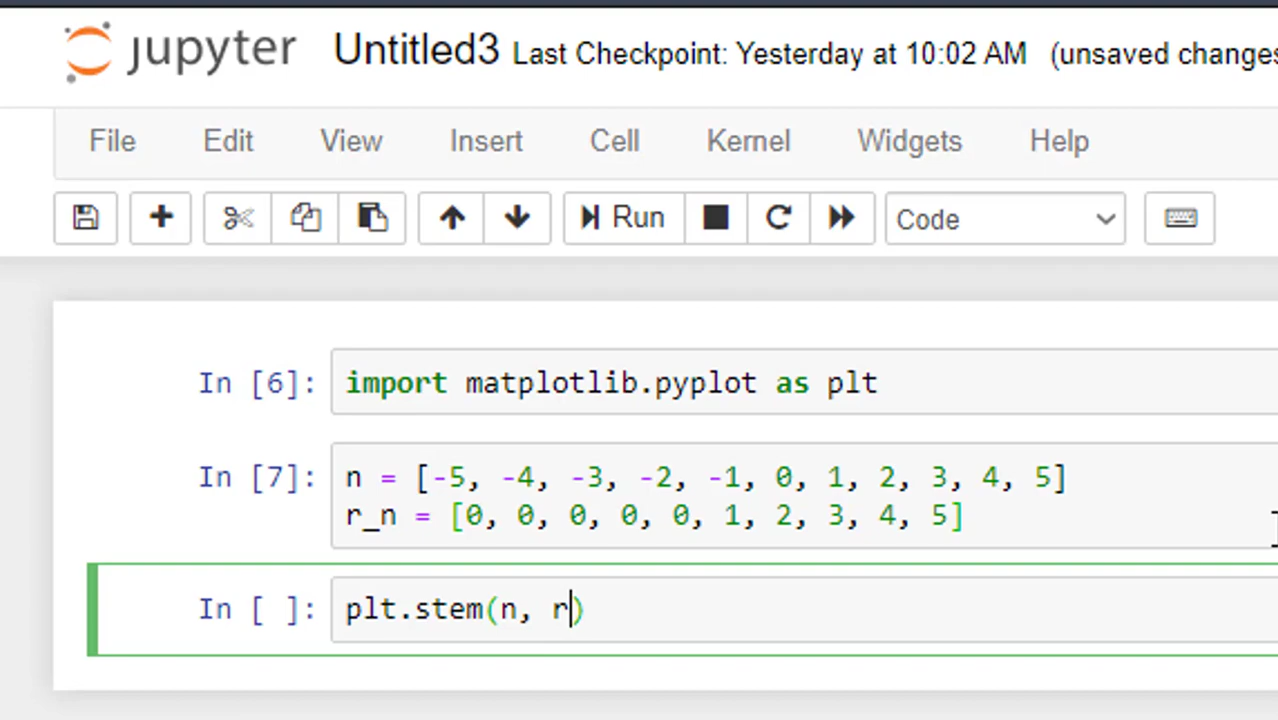 jupyter Untitled3 Last Checkpoint: Yesterday at 10:02 AM (unsaved changes
File Edit View Insert Cell Kernel Widgets Help
Run Code
In [6]: import matplotlib.pyplot as plt
In [7]: n = [-5, -4, -3, -2, -1, 0, 1, 2, 3, 4, 5]
r_n = [0, 0, 0, 0, 0, 1, 2, 3, 4, 5]
In [ ]: plt.stem(n, r)